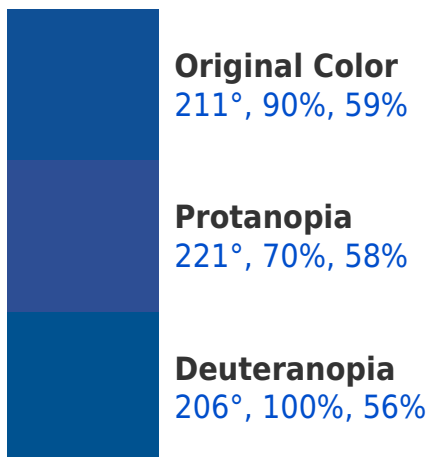 Original Color
211°, 90%, 59%
Protanopia
221°, 70%, 58%
Deuteranopia
206°, 100%, 56%